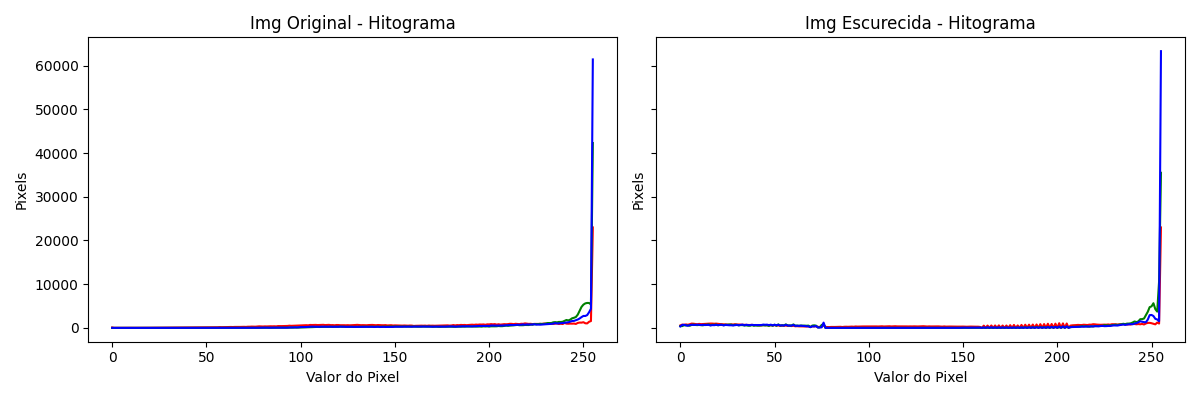 Img Original - Hitograma
Pixels
60000
50000
40000
30000
20000
10000
0
0 50 100 150 200 250
Valor do Pixel
Img Escurecida - Hitograma
Pixels
0 50 100 150 200 250
Valor do Pixel